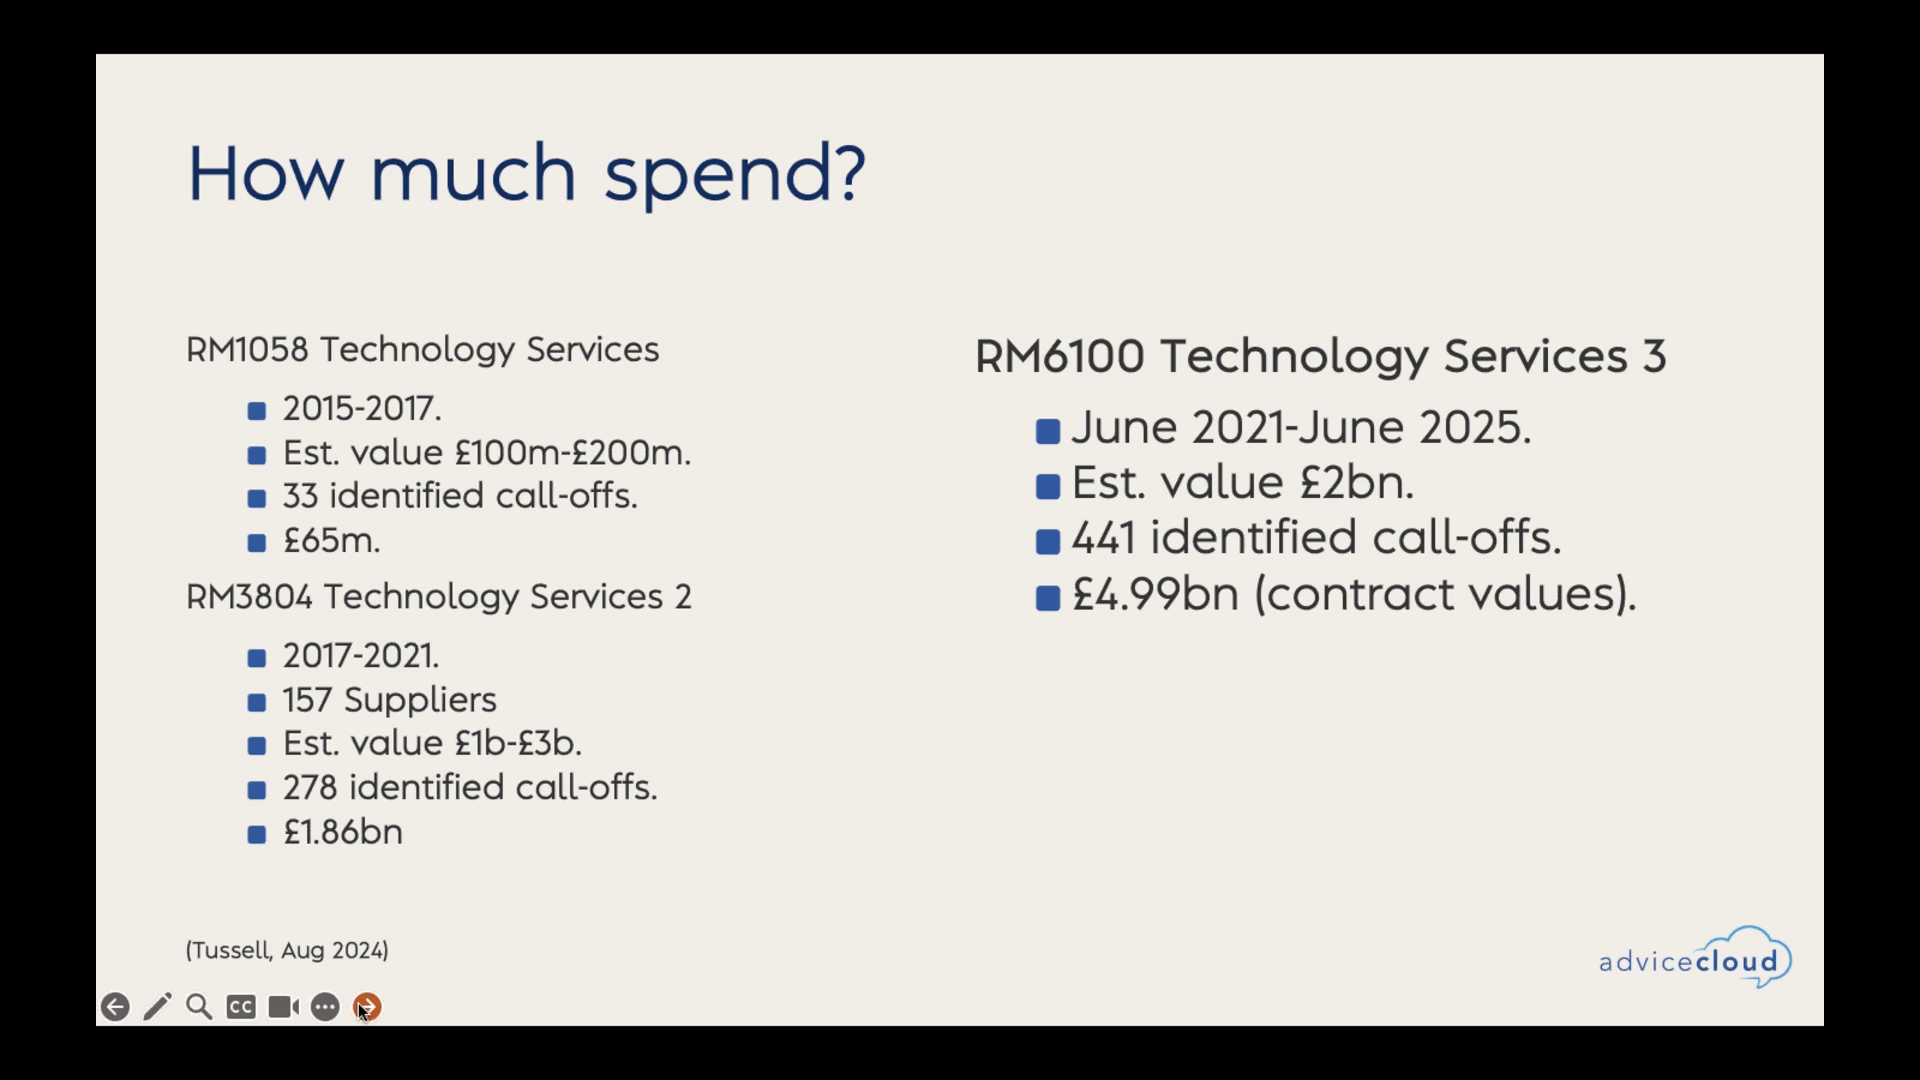 How much spend?
RM1058 Technology Services
2015-2017.
Est. value £100m-£200m.
33 identified call-offs.
£65m.
RM3804 Technology Services 2
2017-2021.
157 Suppliers
Est. value £1b-£3b.
278 identified call-offs.
£1.86bn
RM6100 Technology Services 3
June 2021-June 2025.
Est. value £2bn.
441 identified call-offs.
£4.99bn (contract values).
(Tussell, Aug 2024)
advicecloud
CC